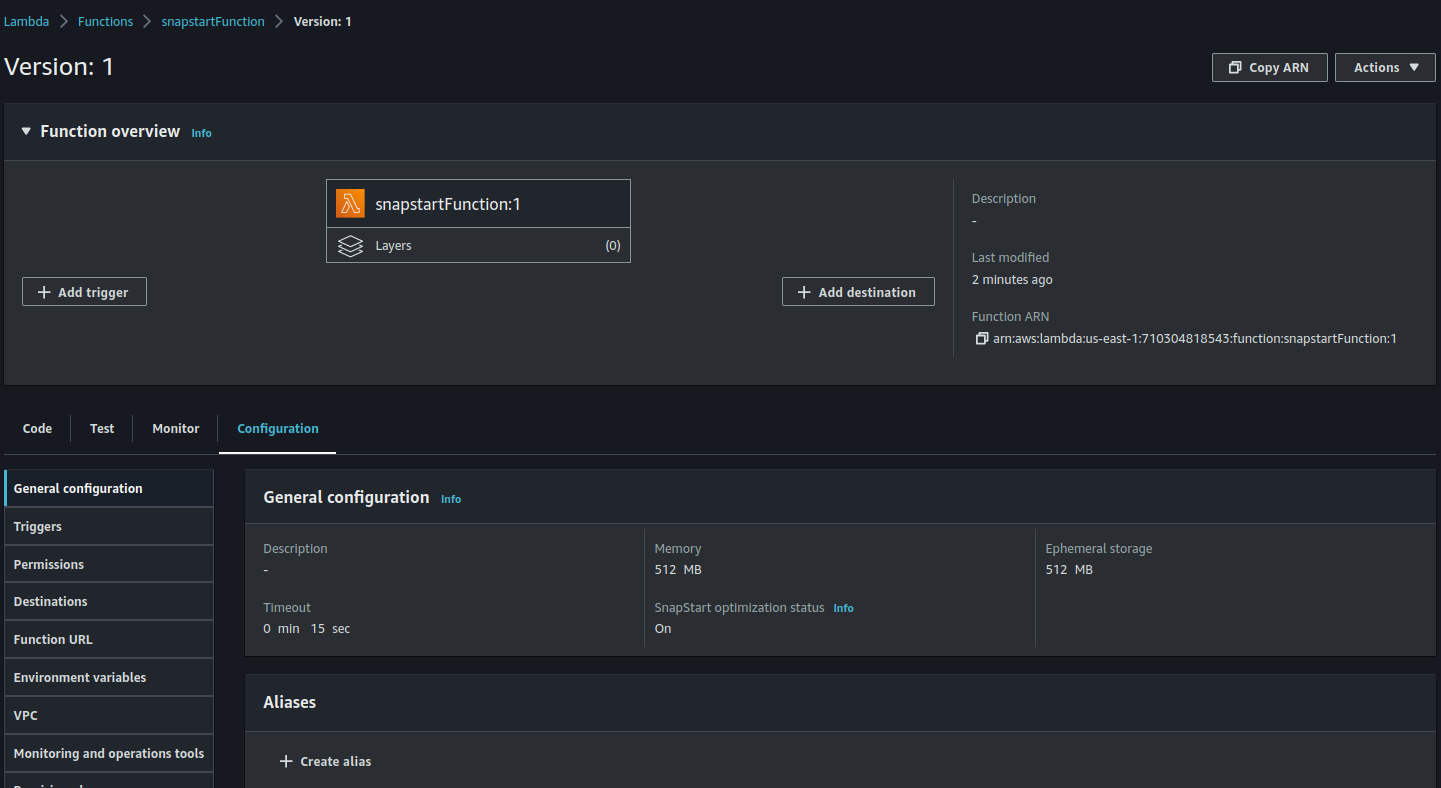 Lambda > Functions > snapstartFunction > Version: 1
Version: 1
Copy ARN
Actions
Function overview Info
snapstartFunction:1
Layers (0)
Add trigger
Add destination
Description
-
Last modified
2 minutes ago
Function ARN
arn:aws:lambda:us-east-1:710304818543:function:snapstartFunction:1
Code Test Monitor Configuration
General configuration
Triggers
Permissions
Destinations
Function URL
Environment variables
VPC
Monitoring and operations tools
General configuration Info
Description
-
Timeout
0 min 15 sec
Memory
512 MB
SnapStart optimization status Info
On
Ephemeral storage
512 MB
Aliases
Create alias